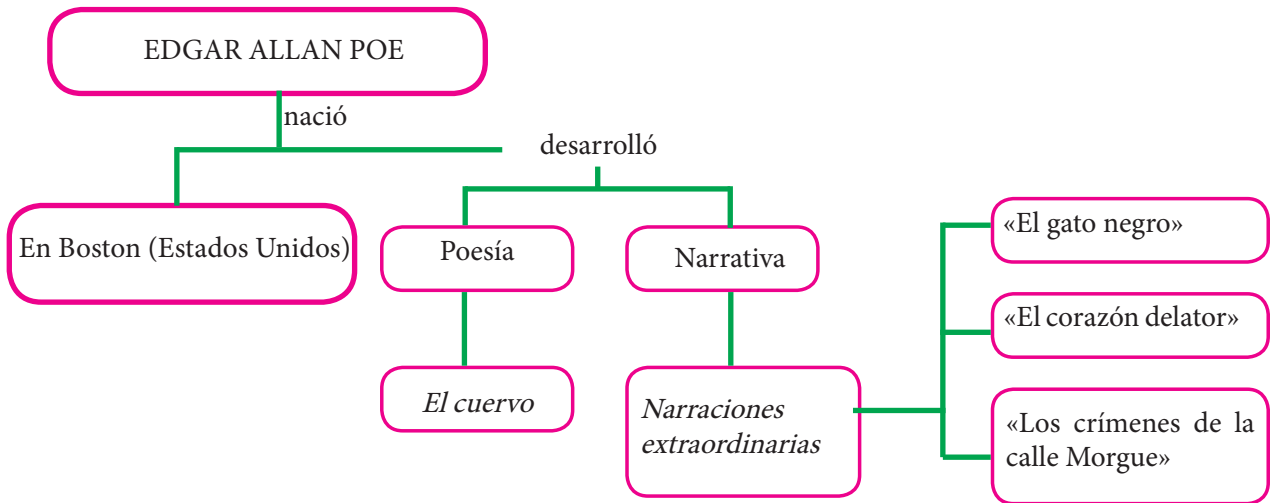 EDGAR ALLAN POE
nació
desarrolló
En Boston (Estados Unidos)
Poesía
Narrativa
«El gato negro»
«El corazón delator»
El cuervo
Narraciones
extraordinarias
«Los crímenes de la
calle Morgue»